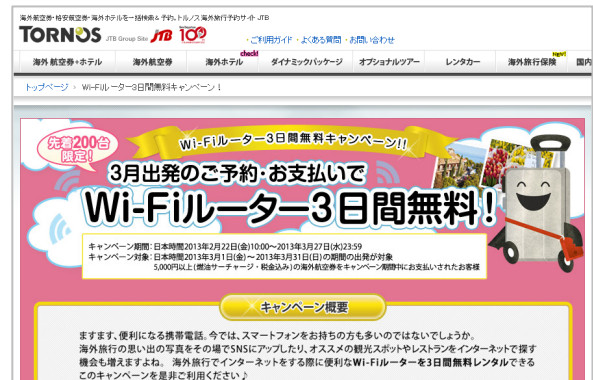 海外航空券・格安航空券・海外ホテルを一括検索&予約。トルノス海外旅行予約サイト JTB
TORNOS JTB Group Site JTB 100
・ご利用ガイド ・よくある質問 ・お問い合わせ
check! NEW!
海外 航空券+ホテル 海外航空券 海外ホテル ダイナミックパッケージ オプショナルツアー レンタカー 海外旅行保険 国内
トップページ › Wi-Fiルーター3日間無料キャンペーン!
先着200台
限定!
Wi-Fiルーター3日間無料キャンペーン!!
3月出発のご予約・お支払いで
Wi-Fiルーター3日間無料!
キャンペーン期間:日本時間2013年2月22日(金)10:00~2013年3月27日(水)23:59
キャンペーン対象:日本時間2013年3月1日(金)~2013年3月31日(日)の期間の出発が対象
5,000円以上(燃油サーチャージ・税金込み)の海外航空券をキャンペーン期間中にお支払いされたお客様
キャンペーン概要
ますます、便利になる携帯電話。今では、スマートフォンをお持ちの方も多いのではないでしょうか。
海外旅行の思い出の写真をその場でSNSにアップしたり、オススメの観光スポットやレストランをインターネットで探す
機会も増えますよね。 海外旅行でインターネットをする際に便利なWi-Fiルーターを3日間無料レンタルできる
このキャンペーンを是非ご利用ください♪